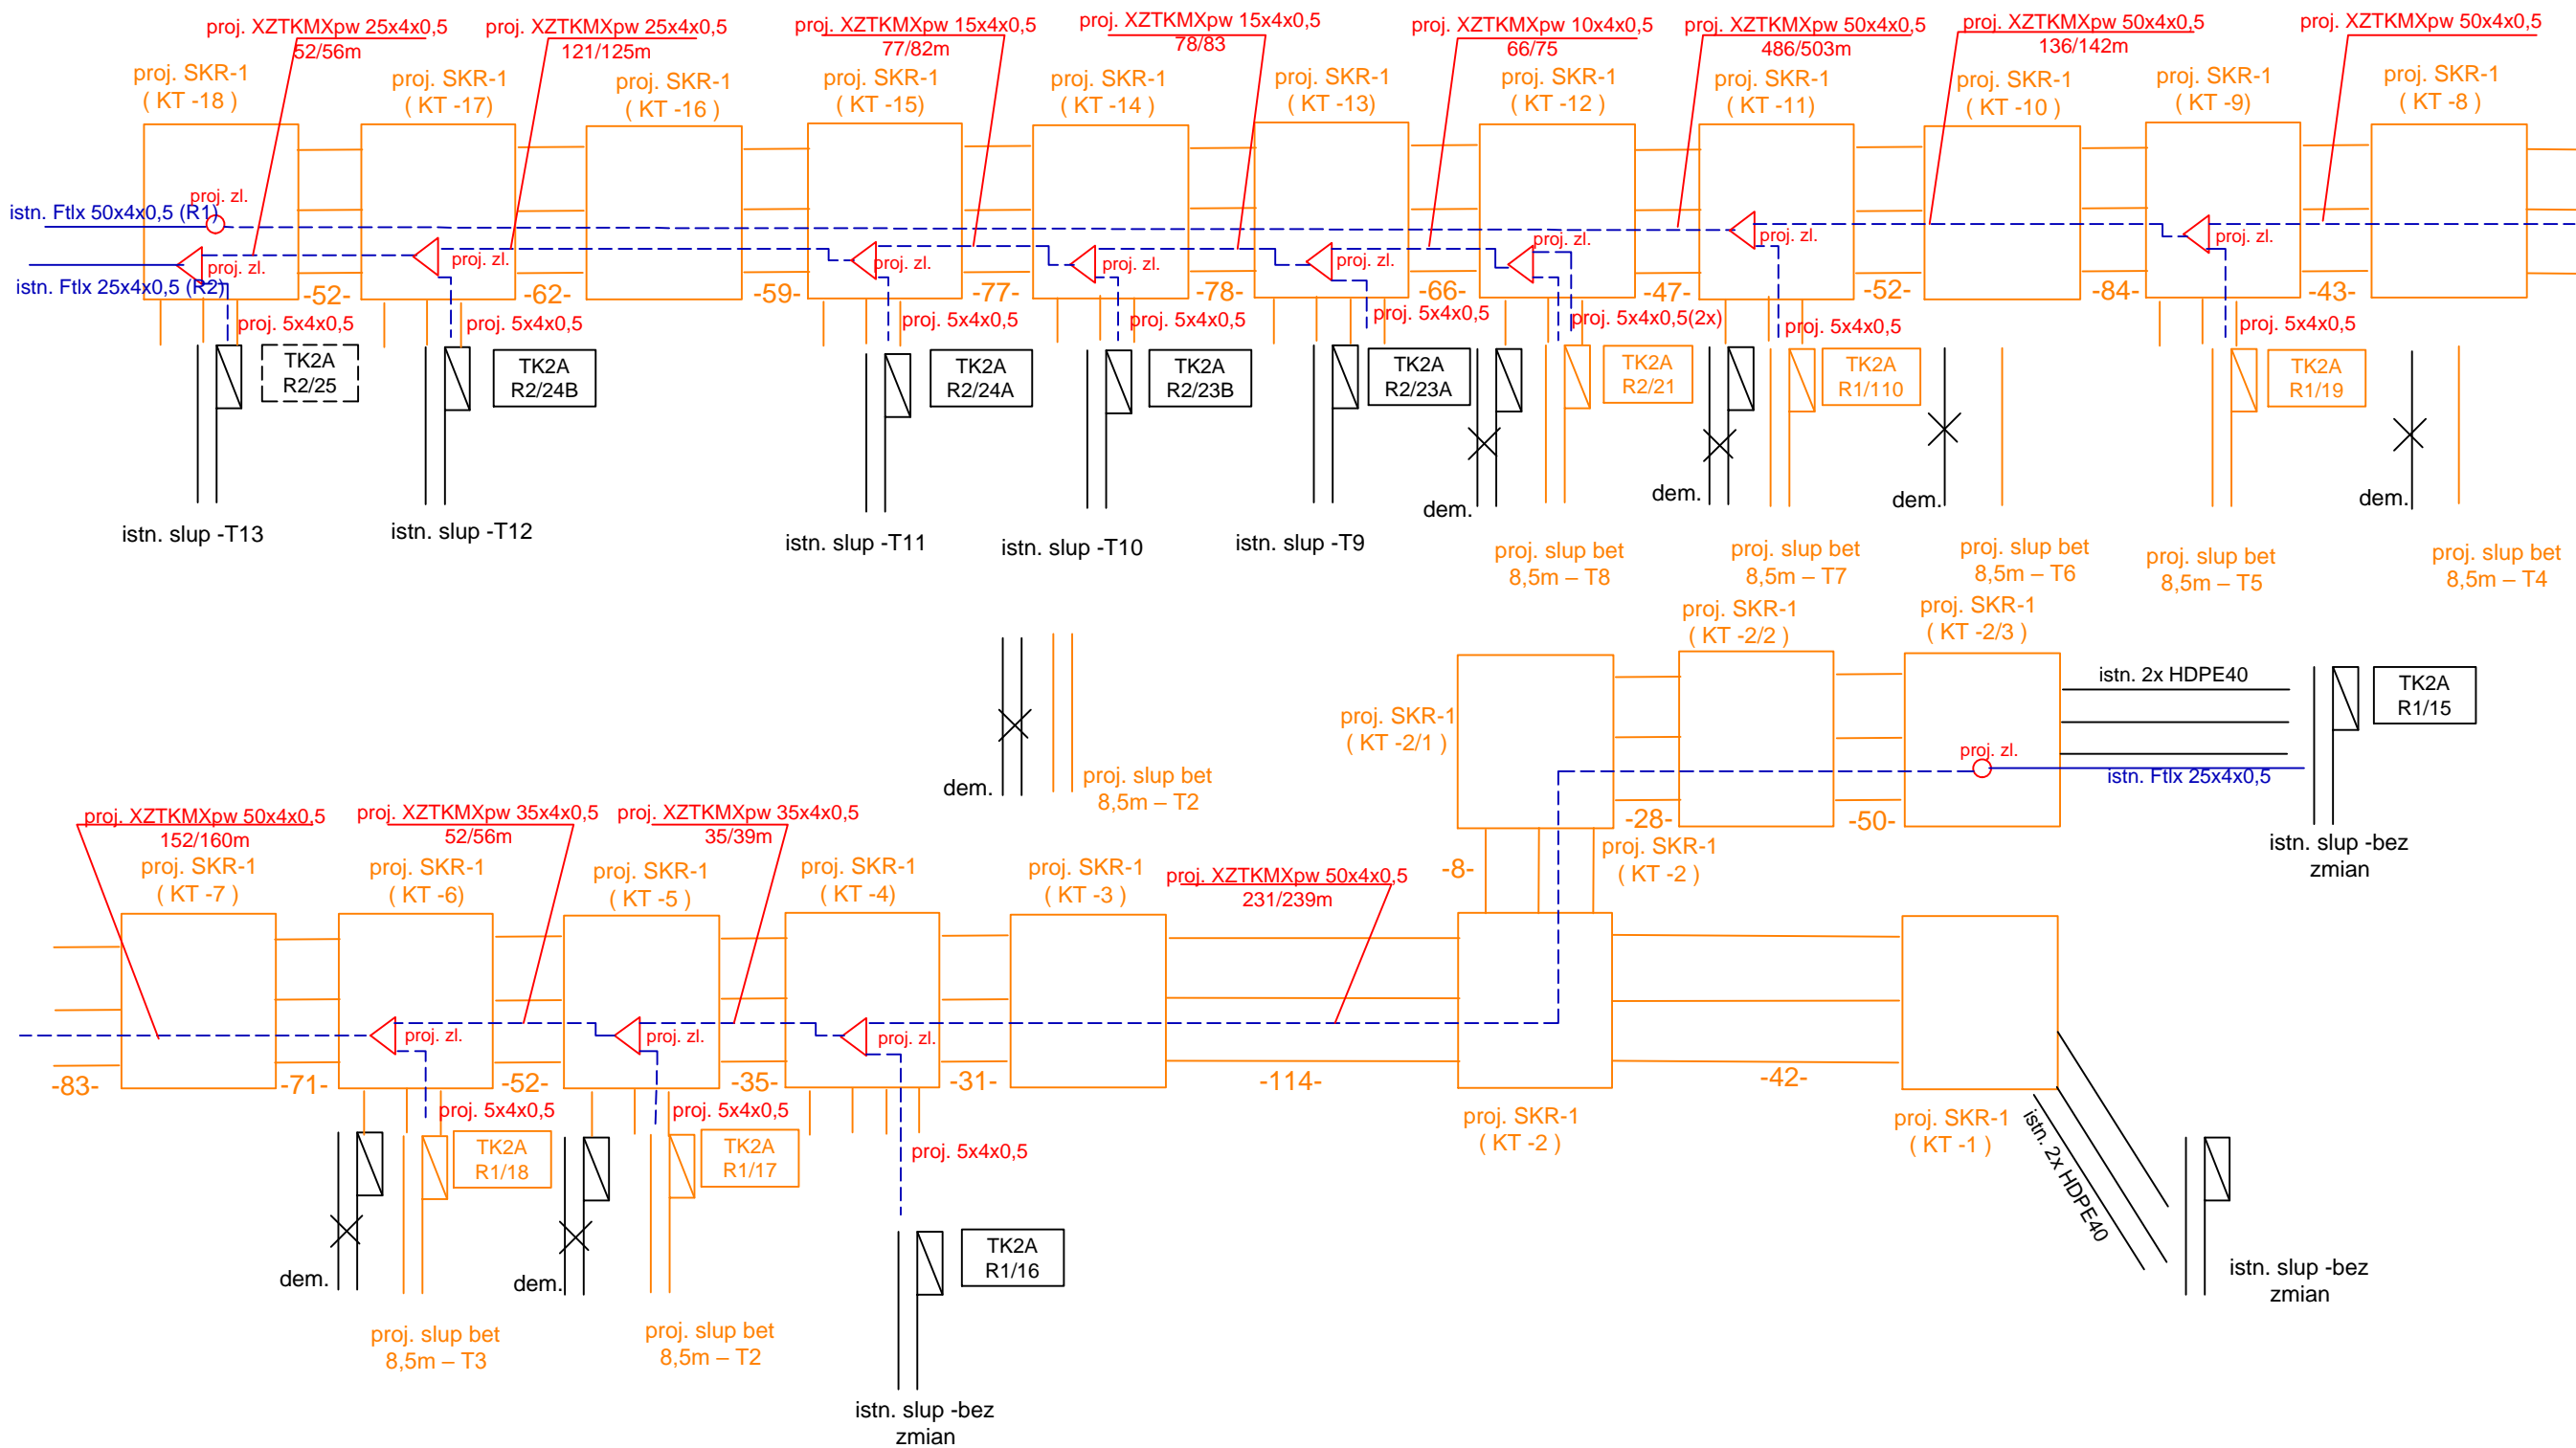 proj. XZTKMXpw 25x4x0,5
52/56m
proj. XZTKMXpw 25x4x0,5
121/125m
proj. XZTKMXpw 15x4x0,5
77/82m
proj. XZTKMXpw 15x4x0,5
78/83
proj. XZTKMXpw 10x4x0,5
66/75
proj. XZTKMXpw 50x4x0,5
486/503m
proj. XZTKMXpw 50x4x0,5
136/142m
proj. XZTKMXpw 50x4x0,5
proj. SKR-1
( KT -18 )
proj. SKR-1
( KT -17)
proj. SKR-1
( KT -16 )
proj. SKR-1
( KT -15)
proj. SKR-1
( KT -14 )
proj. SKR-1
( KT -13)
proj. SKR-1
( KT -12 )
proj. SKR-1
( KT -11)
proj. SKR-1
( KT -10 )
proj. SKR-1
( KT -9)
proj. SKR-1
( KT -8 )
proj. zl.
istn. Ftlx 50x4x0,5 (R1)
proj. zl.
istn. Ftlx 25x4x0,5 (R2)
proj. zl.
proj. zl.
proj. zl.
proj. zl.
proj. zl.
proj. zl.
proj. zl.
-52-
-62-
-59-
-77-
-78-
-66-
-47-
-52-
-84-
-43-
proj. 5x4x0,5
proj. 5x4x0,5
proj. 5x4x0,5
proj. 5x4x0,5
proj. 5x4x0,5
proj. 5x4x0,5(2x)
proj. 5x4x0,5
proj. 5x4x0,5
TK2A
R2/25
TK2A
R2/24B
TK2A
R2/24A
TK2A
R2/23B
TK2A
R2/23A
TK2A
R2/21
TK2A
R1/110
TK2A
R1/19
dem.
dem.
dem.
dem.
istn. slup -T13
istn. slup -T12
istn. slup -T11
istn. slup -T10
istn. slup -T9
proj. slup bet
8,5m – T8
proj. slup bet
8,5m – T7
proj. slup bet
8,5m – T6
proj. slup bet
8,5m – T5
proj. slup bet
8,5m – T4
proj. SKR-1
( KT -2/2 )
proj. SKR-1
( KT -2/3 )
proj. SKR-1
( KT -2/1 )
istn. 2x HDPE40
TK2A
R1/15
proj. zl.
istn. Ftlx 25x4x0,5
dem.
proj. slup bet
8,5m – T2
-28-
-50-
istn. slup -bez
zmian
proj. XZTKMXpw 50x4x0,5
152/160m
proj. XZTKMXpw 35x4x0,5
52/56m
proj. XZTKMXpw 35x4x0,5
35/39m
proj. SKR-1
( KT -7 )
proj. SKR-1
( KT -6)
proj. SKR-1
( KT -5 )
proj. SKR-1
( KT -4)
proj. SKR-1
( KT -3 )
proj. XZTKMXpw 50x4x0,5
231/239m
-8-
proj. SKR-1
( KT -2 )
proj. zl.
proj. zl.
proj. zl.
-83-
-71-
-52-
-35-
-31-
-114-
-42-
proj. 5x4x0,5
proj. 5x4x0,5
proj. 5x4x0,5
proj. SKR-1
( KT -2 )
proj. SKR-1
( KT -1 )
istn. 2x HDPE40
TK2A
R1/18
TK2A
R1/17
TK2A
R1/16
dem.
dem.
istn. slup -bez
zmian
proj. slup bet
8,5m – T3
proj. slup bet
8,5m – T2
istn. slup -bez
zmian